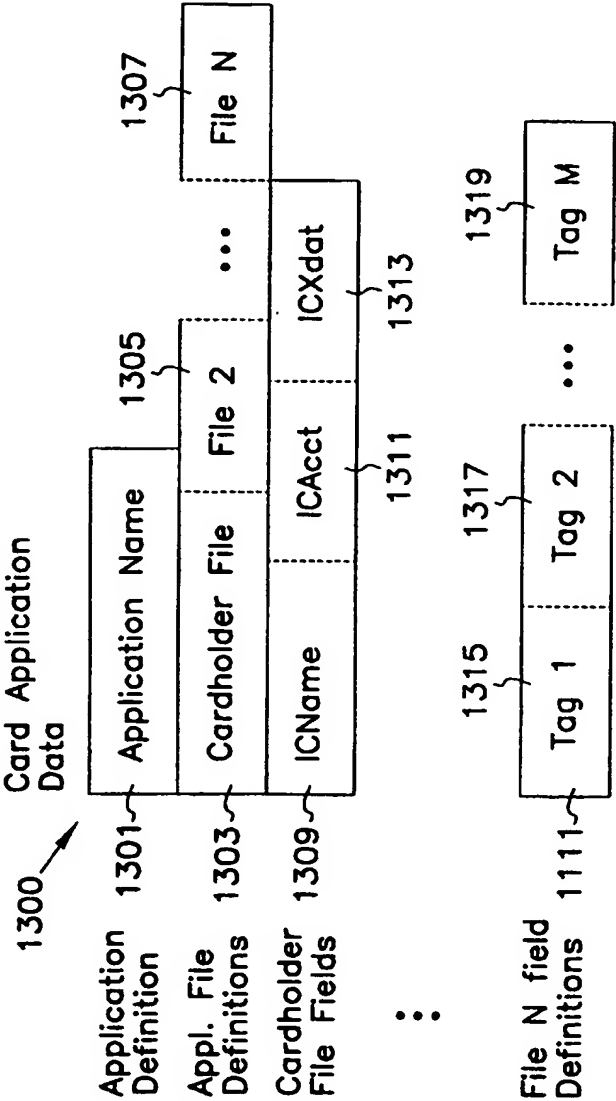 Card Application
Data
1300
Application
Definition
1301
Application Name
Appl. File
Definitions
1303
Cardholder File
1305
File 2
•••
1307
File N
Cardholder
File Fields
1309
ICName
ICAcct
1311
ICXdat
1313
•••
File N field
Definitions
1111
1315
Tag 1
1317
Tag 2
•••
1319
Tag M